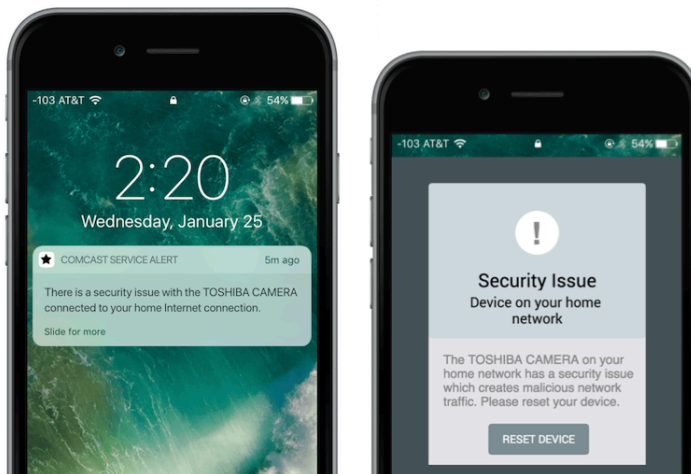 -103 AT&T 54%
2:20
Wednesday, January 25
COMCAST SERVICE ALERT 5m ago
There is a security issue with the TOSHIBA CAMERA
connected to your home Internet connection.
Slide for more
-103 AT&T 54%
!
Security Issue
Device on your home
network
The TOSHIBA CAMERA on your
home network has a security issue
which creates malicious network
traffic. Please reset your device.
RESET DEVICE